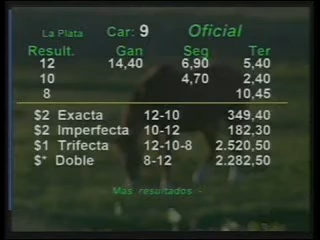 La Plata Car: 9 Oficial
Result. Gan Seg Ter
12 14,40 6,90 5,40
10 4,70 2,40
8 10,45
$2 Exacta 12-10 349,40
$2 Imperfecta 10-12 182,30
$1 Trifecta 12-10-8 2.520,50
$* Doble 8-12 2.282,50
Mas resultados -